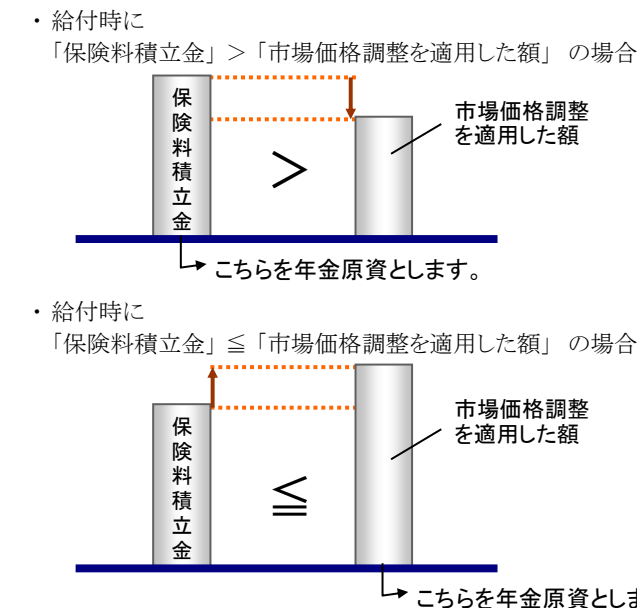 ・給付時に
「保険料積立金」＞「市場価格調整を適用した額」 の場合
保険料積立金
＞
市場価格調整
を適用した額
こちらを年金原資とします。
・給付時に
「保険料積立金」≦「市場価格調整を適用した額」 の場合
保険料積立金
≦
市場価格調整
を適用した額
こちらを年金原資としま